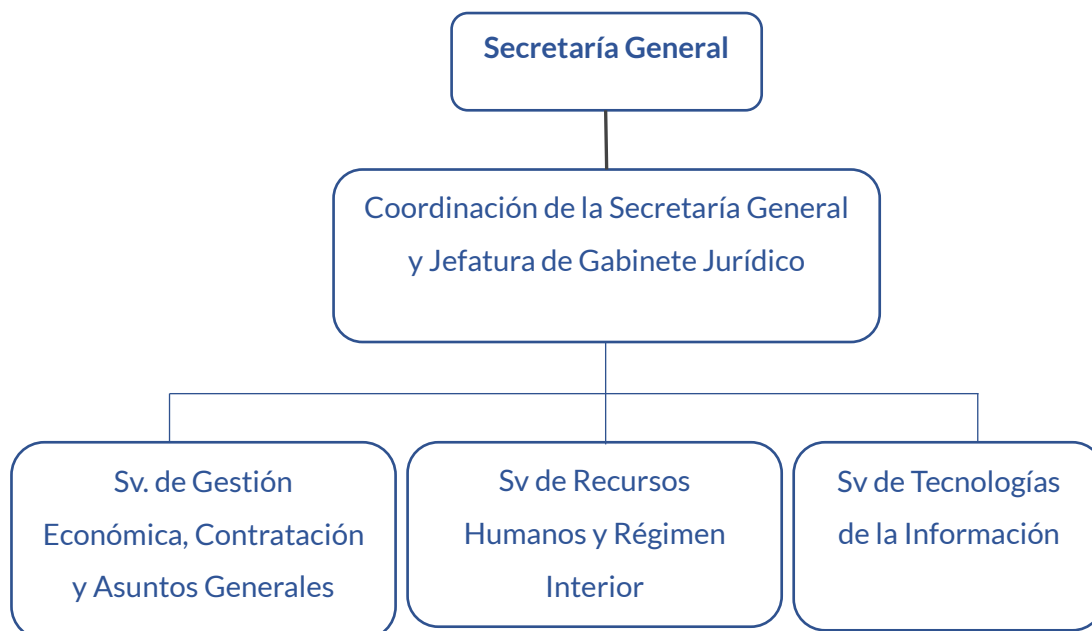 Secretaría General
Coordinación de la Secretaría General
y Jefatura de Gabinete Jurídico
Sv. de Gestión
Económica, Contratación
y Asuntos Generales
Sv de Recursos
Humanos y Régimen
Interior
Sv de Tecnologías
de la Información